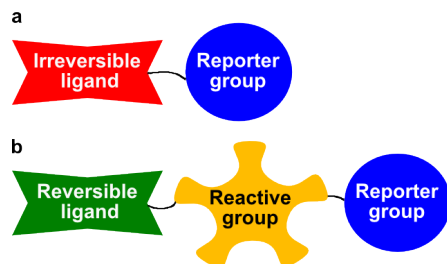 a
Irreversible
ligand
Reporter
group
b
Reversible
ligand
Reactive
group
Reporter
group